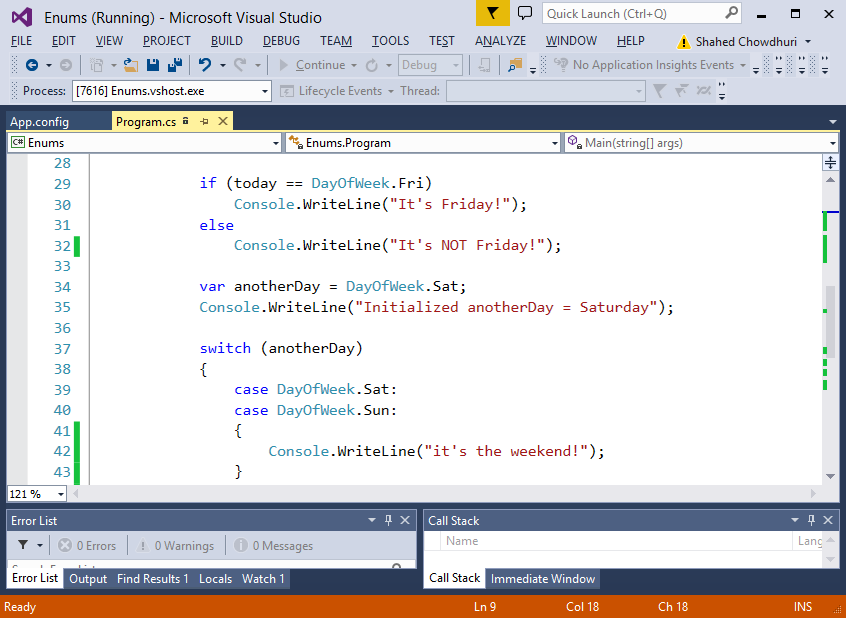 Enums (Running) - Microsoft Visual Studio
Quick Launch (Ctrl+Q)
FILE EDIT VIEW PROJECT BUILD DEBUG TEAM TOOLS TEST ANALYZE WINDOW HELP Shahed Chowdhuri
Continue Debug No Application Insights Events
Process: [7616] Enums.vshost.exe Lifecycle Events Thread:
App.config Program.cs
C# Enums Enums.Program Main(string[] args)
28
29 if (today == DayOfWeek.Fri)
30 Console.WriteLine("It's Friday!");
31 else
32 Console.WriteLine("It's NOT Friday!");
33
34 var anotherDay = DayOfWeek.Sat;
35 Console.WriteLine("Initialized anotherDay = Saturday");
36
37 switch (anotherDay)
38 {
39 case DayOfWeek.Sat:
40 case DayOfWeek.Sun:
41 {
42 Console.WriteLine("it's the weekend!");
43 }
121 %
Error List Call Stack
0 Errors 0 Warnings 0 Messages Name Lang
Error List Output Find Results 1 Locals Watch 1 Call Stack Immediate Window
Ready Ln 9 Col 18 Ch 18 INS